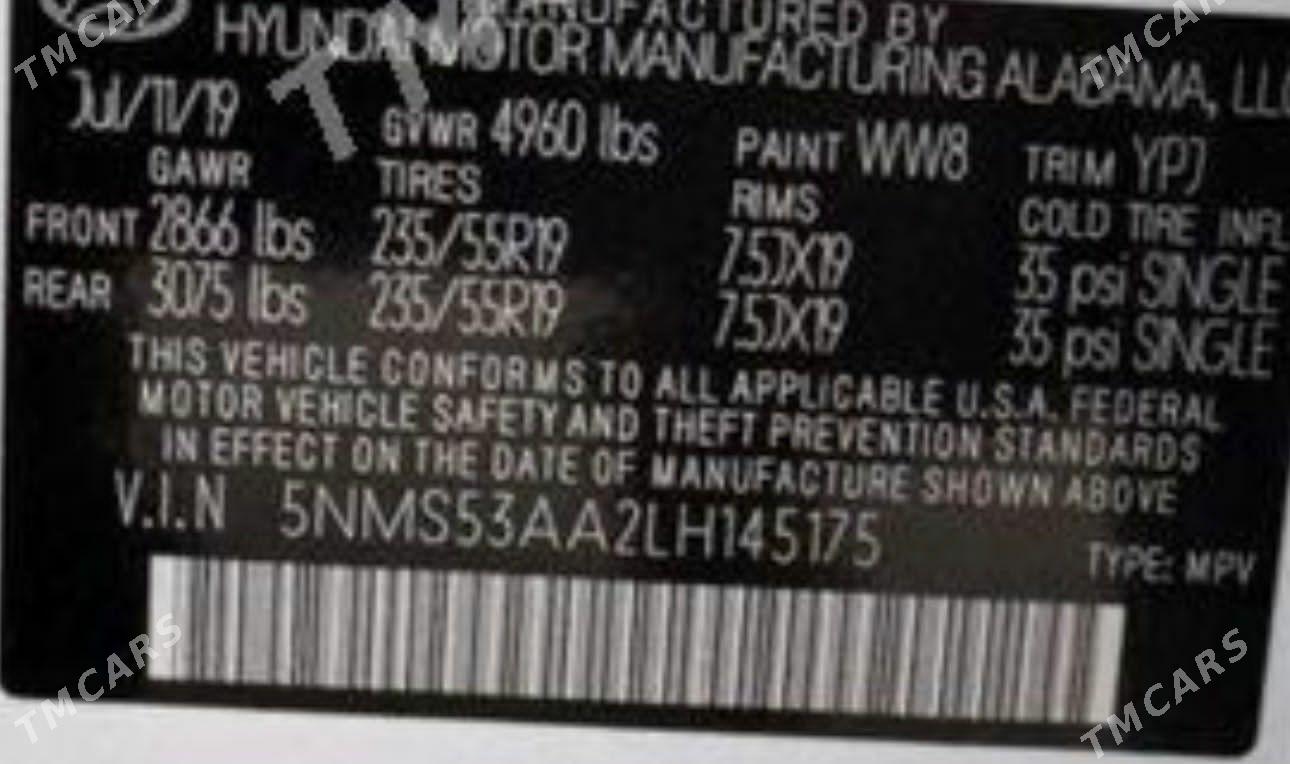 MANUFACTURED BY
HYUNDAI MOTOR MANUFACTURING ALABAMA, LLC
Jul/11/19 GVWR 4960 lbs PAINT WW8 TRIM YPJ
GAWR TIRES RIMS COLD TIRE INFL
FRONT 2866 lbs 235/55R19 7.5JX19 35 psi SINGLE
REAR 3075 lbs 235/55R19 7.5JX19 35 psi SINGLE
THIS VEHICLE CONFORMS TO ALL APPLICABLE U.S.A. FEDERAL
MOTOR VEHICLE SAFETY AND THEFT PREVENTION STANDARDS
IN EFFECT ON THE DATE OF MANUFACTURE SHOWN ABOVE
V.I.N 5NMS53AA2LH145175
TYPE: MPV
TMCARS
TMCARS
TMCARS
TMCARS